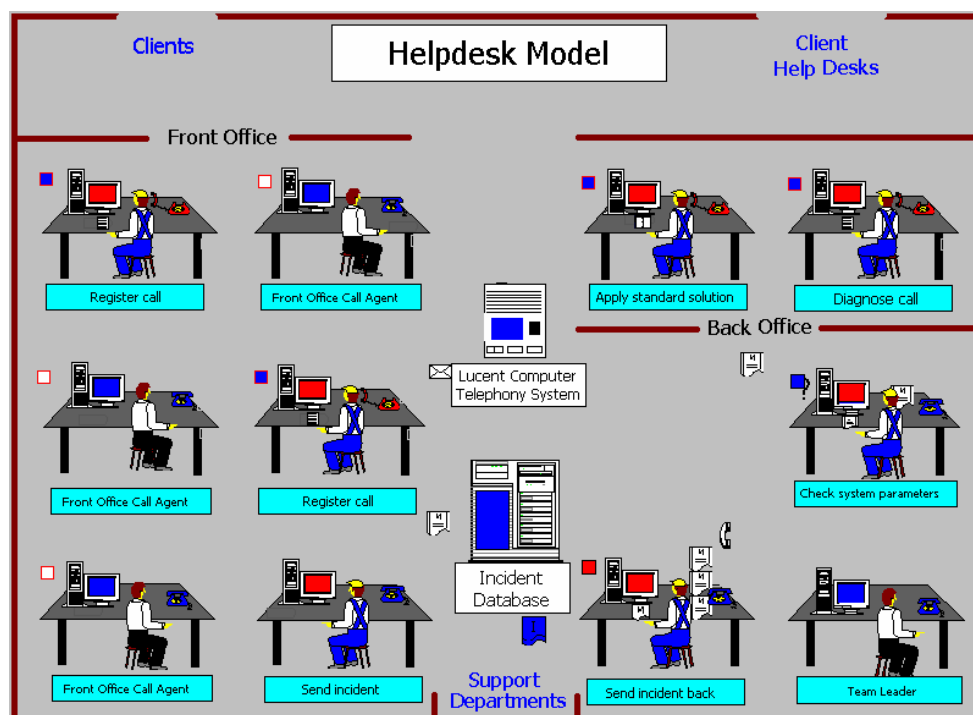 Clients
Helpdesk Model
Client
Help Desks
Front Office
Register call
Front Office Call Agent
Apply standard solution
Diagnose call
Back Office
Lucent Computer
Telephony System
Front Office Call Agent
Register call
Check system parameters
Incident
Database
Front Office Call Agent
Send incident
Support
Departments
Send incident back
Team Leader